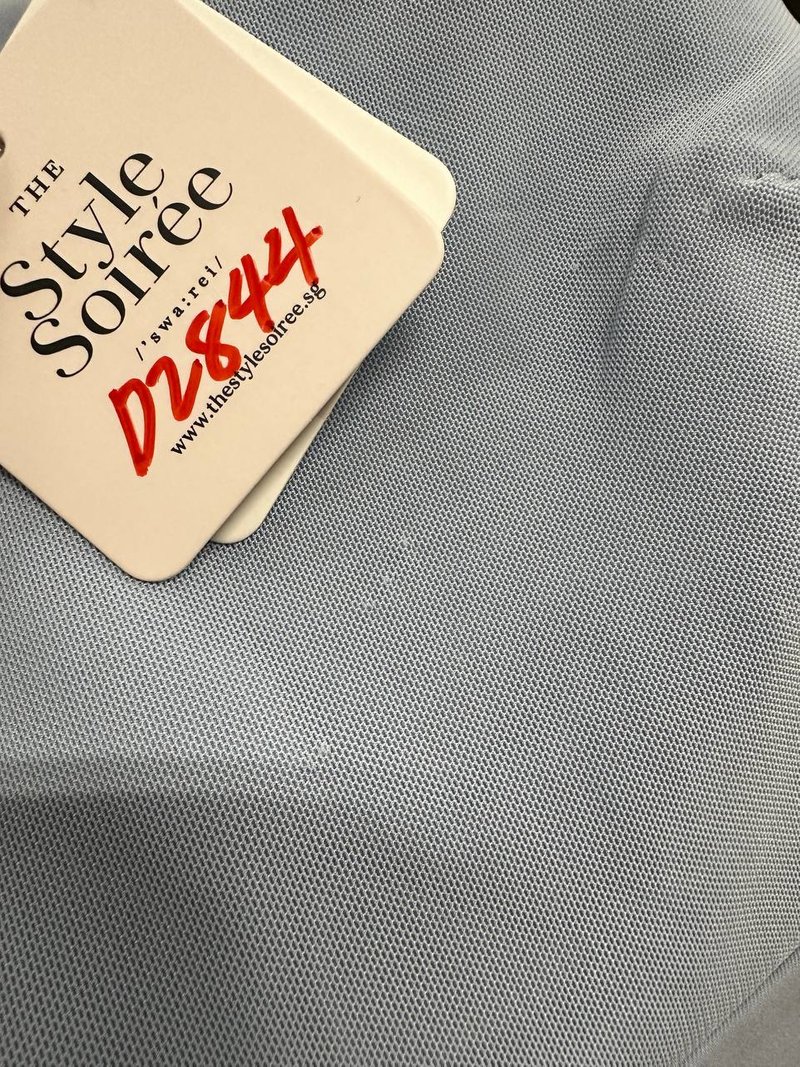 THE
Style
Soirée
/'swa:rei/
D2844
www.thestylesoiree.sg